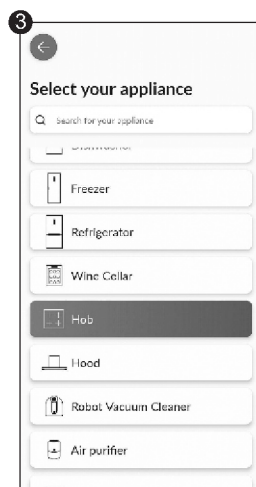 3
Select your appliance
Search for your appliance
Dishwasher
Freezer
Refrigerator
Wine Cellar
Hob
Hood
Robot Vacuum Cleaner
Air purifier